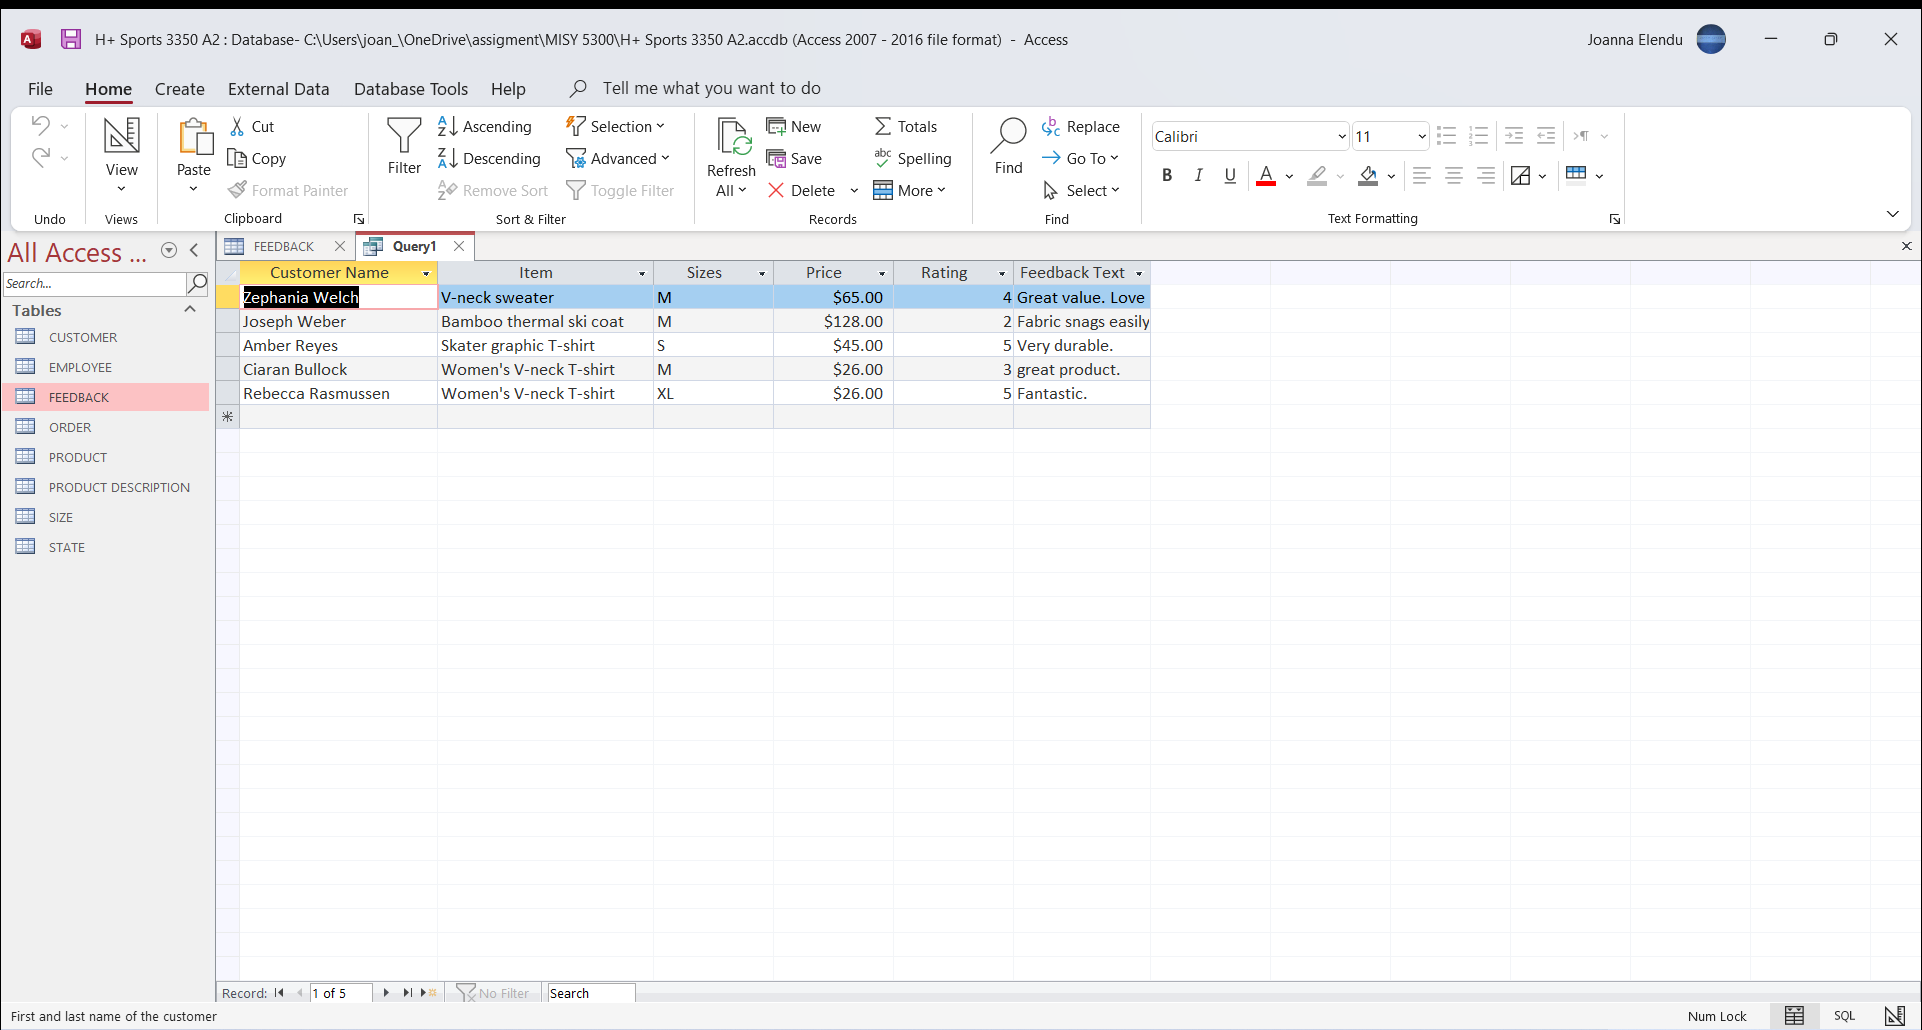 H+ Sports 3350 A2 : Database- C:\Users\joan_\OneDrive\assigment\MISY 5300\H+ Sports 3350 A2.accdb (Access 2007 - 2016 file format) - Access
Joanna Elendu
File Home Create External Data Database Tools Help Tell me what you want to do
Undo
View
Views
Paste
Cut
Copy
Format Painter
Clipboard
Filter
Ascending
Descending
Remove Sort
Selection
Advanced
Toggle Filter
Sort & Filter
Refresh
All
New
Save
Delete
Totals
Spelling
More
Records
Find
Replace
Go To
Select
Find
Calibri 11
B I U A
Text Formatting
All Access ...
Search...
Tables
CUSTOMER
EMPLOYEE
FEEDBACK
ORDER
PRODUCT
PRODUCT DESCRIPTION
SIZE
STATE
FEEDBACK Query1
Customer Name Item Sizes Price Rating Feedback Text
Zephania Welch V-neck sweater M $65.00 4 Great value. Love
Joseph Weber Bamboo thermal ski coat M $128.00 2 Fabric snags easily
Amber Reyes Skater graphic T-shirt S $45.00 5 Very durable.
Ciaran Bullock Women's V-neck T-shirt M $26.00 3 great product.
Rebecca Rasmussen Women's V-neck T-shirt XL $26.00 5 Fantastic.
Record: 1 of 5 No Filter Search
First and last name of the customer
Num Lock SQL